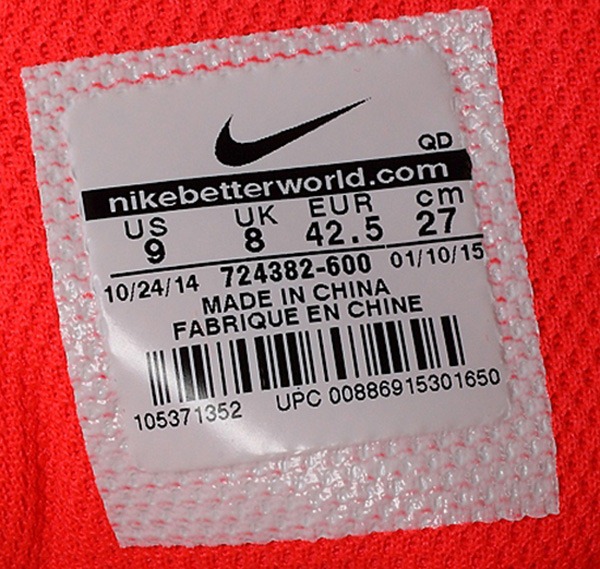 QD
nikebetterworld.com
US UK EUR cm
9 8 42.5 27
10/24/14 724382-600 01/10/15
MADE IN CHINA
FABRIQUE EN CHINE
105371352 UPC 00886915301650